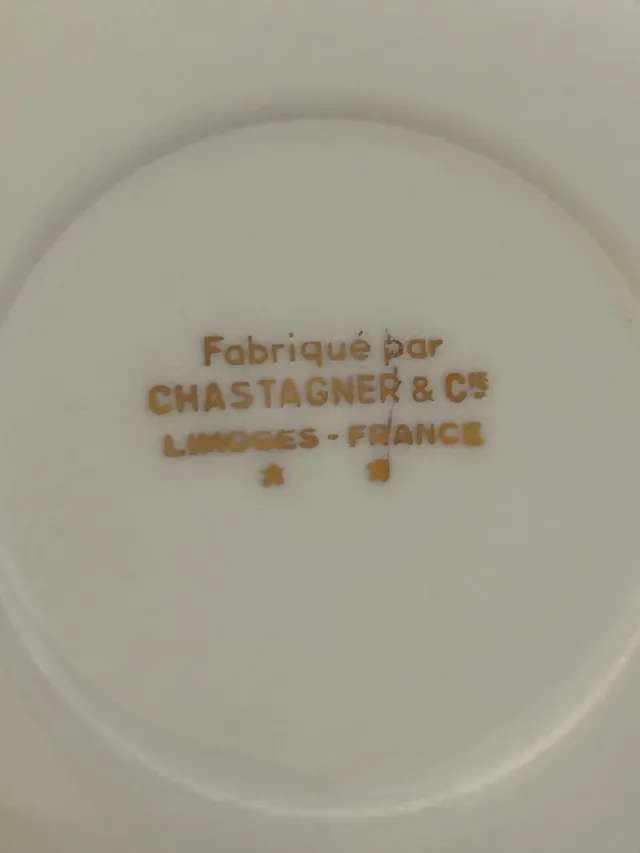 Fabriqué par
CHASTAGNER & CIE
LIMOGES - FRANCE